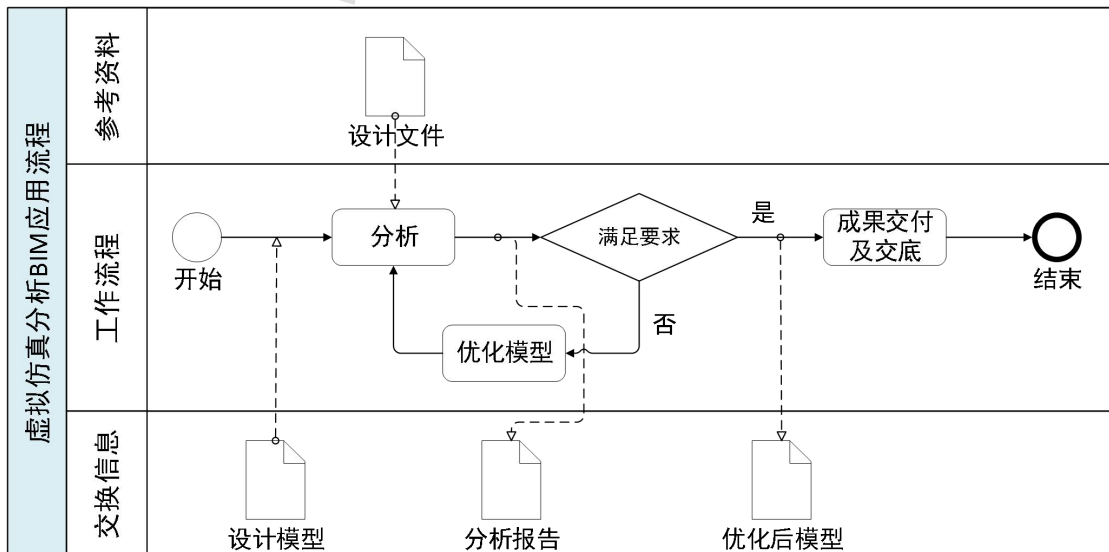 虚拟仿真分析BIM应用流程
参考资料
设计文件
工作流程
开始
分析
满足要求
是
成果交付
及交底
结束
否
优化模型
交换信息
设计模型
分析报告
优化后模型